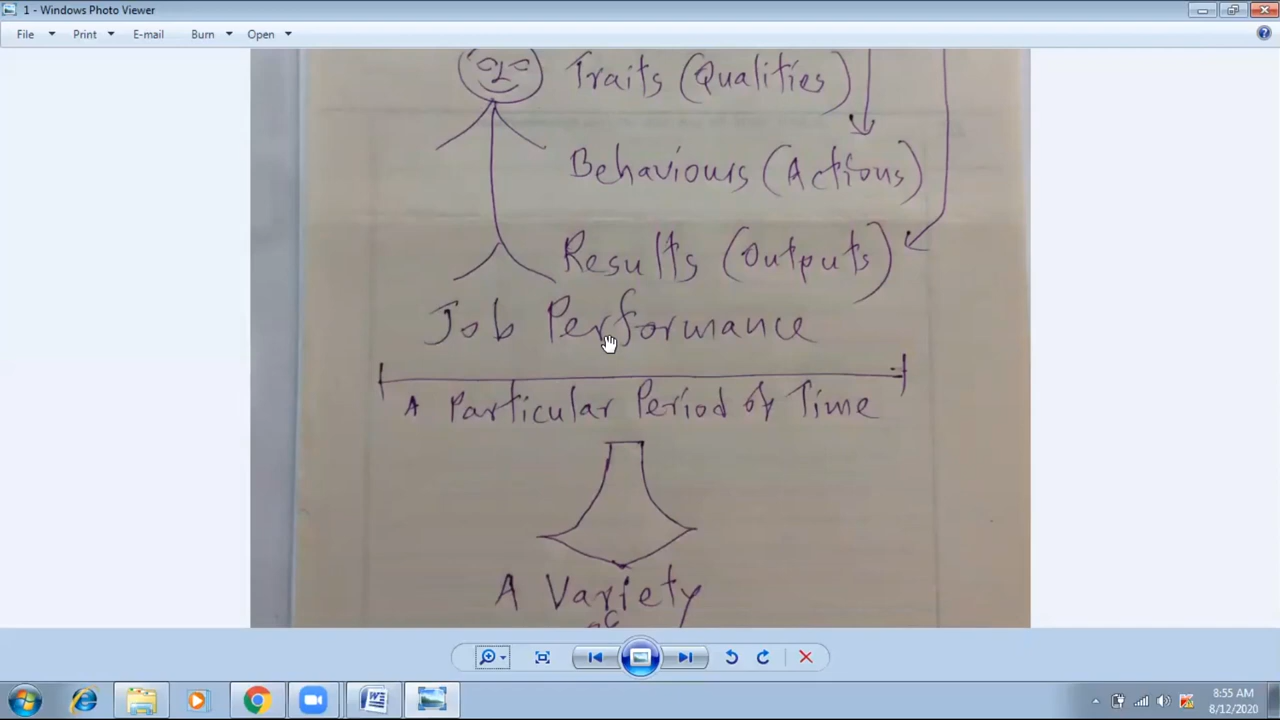 1 - Windows Photo Viewer
File Print E-mail Burn Open
Traits (Qualities)
Behaviours (Actions)
Results (Outputs)
Job Performance
A Particular Period of Time
A Variety
8:55 AM
8/12/2020